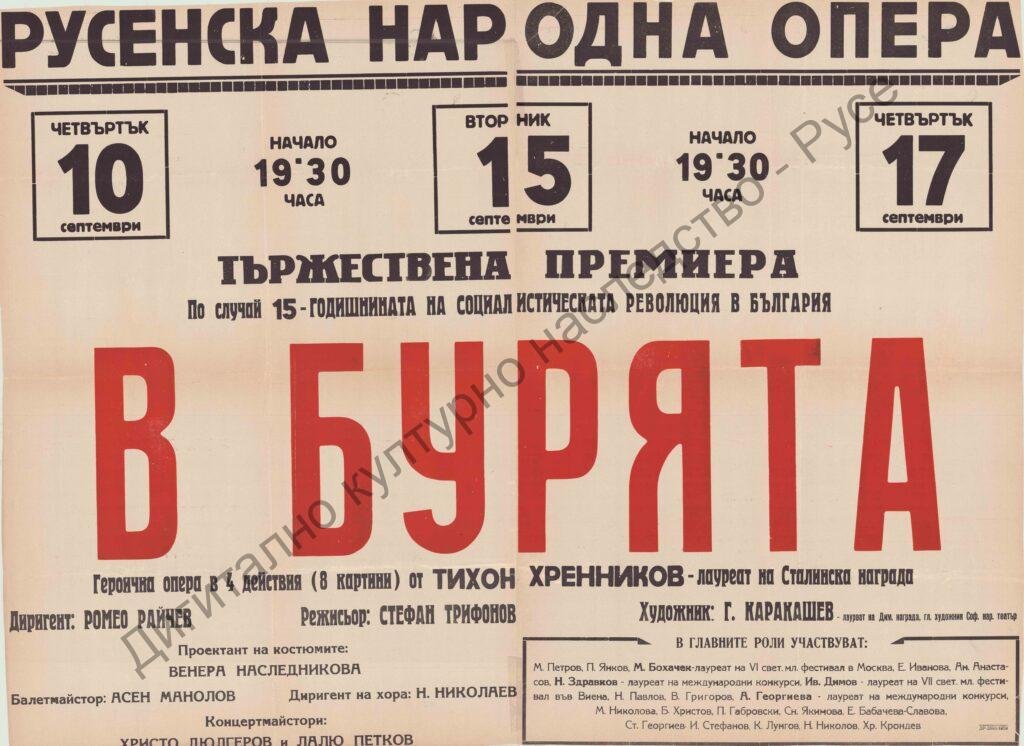 РУСЕНСКА НАРОДНА ОПЕРА
ЧЕТВЪРТЪК
10
септември
НАЧАЛО
19·30
ЧАСА
ВТОРНИК
15
септември
НАЧАЛО
19·30
ЧАСА
ЧЕТВЪРТЪК
17
септември
ТЪРЖЕСТВЕНА ПРЕМИЕРА
По случай 15-ГОДИШНИНАТА НА СОЦИАЛИСТИЧЕСКАТА РЕВОЛЮЦИЯ В БЪЛГАРИЯ
В БУРЯТА
Героична опера в 4 действия (8 картини) от ТИХОН ХРЕННИКОВ - лауреат на Сталинска награда
Диригент: РОМЕО РАЙЧЕВ Режисьор: СТЕФАН ТРИФОНОВ Художник: Г. КАРАКАШЕВ - лауреат на Дим. награда, гл. художник Соф. нар. театър
Проектант на костюмите:
ВЕНЕРА НАСЛЕДНИКОВА
Балетмайстор: АСЕН МАНОЛОВ Диригент на хора: Н. НИКОЛАЕВ
Концертмайстори:
ХРИСТО ДЮЛГЕРОВ и ЛАЛЮ ПЕТКОВ
В ГЛАВНИТЕ РОЛИ УЧАСТВУВАТ:
М. Петров, П. Янков, М. Бохачек-лауреат на VI свет. мл. фестивал в Москва, Е. Иванова, Ан. Анаста-
сов, Н. Здравков - лауреат на международни конкурси, Ив. Димов - лауреат на VII свет. мл. фести-
вал във Виена, Н. Павлов, В. Григоров, А. Георгиева - лауреат на международни конкурси,
М. Николова, Б. Христов, П. Габровски, Сн. Якимова, Е. Бабачева-Славова,
Ст. Георгиев, И. Стефанов, К. Лунгов, Н. Николов, Хр. Крондев
Дигитално културно наследство - Русе